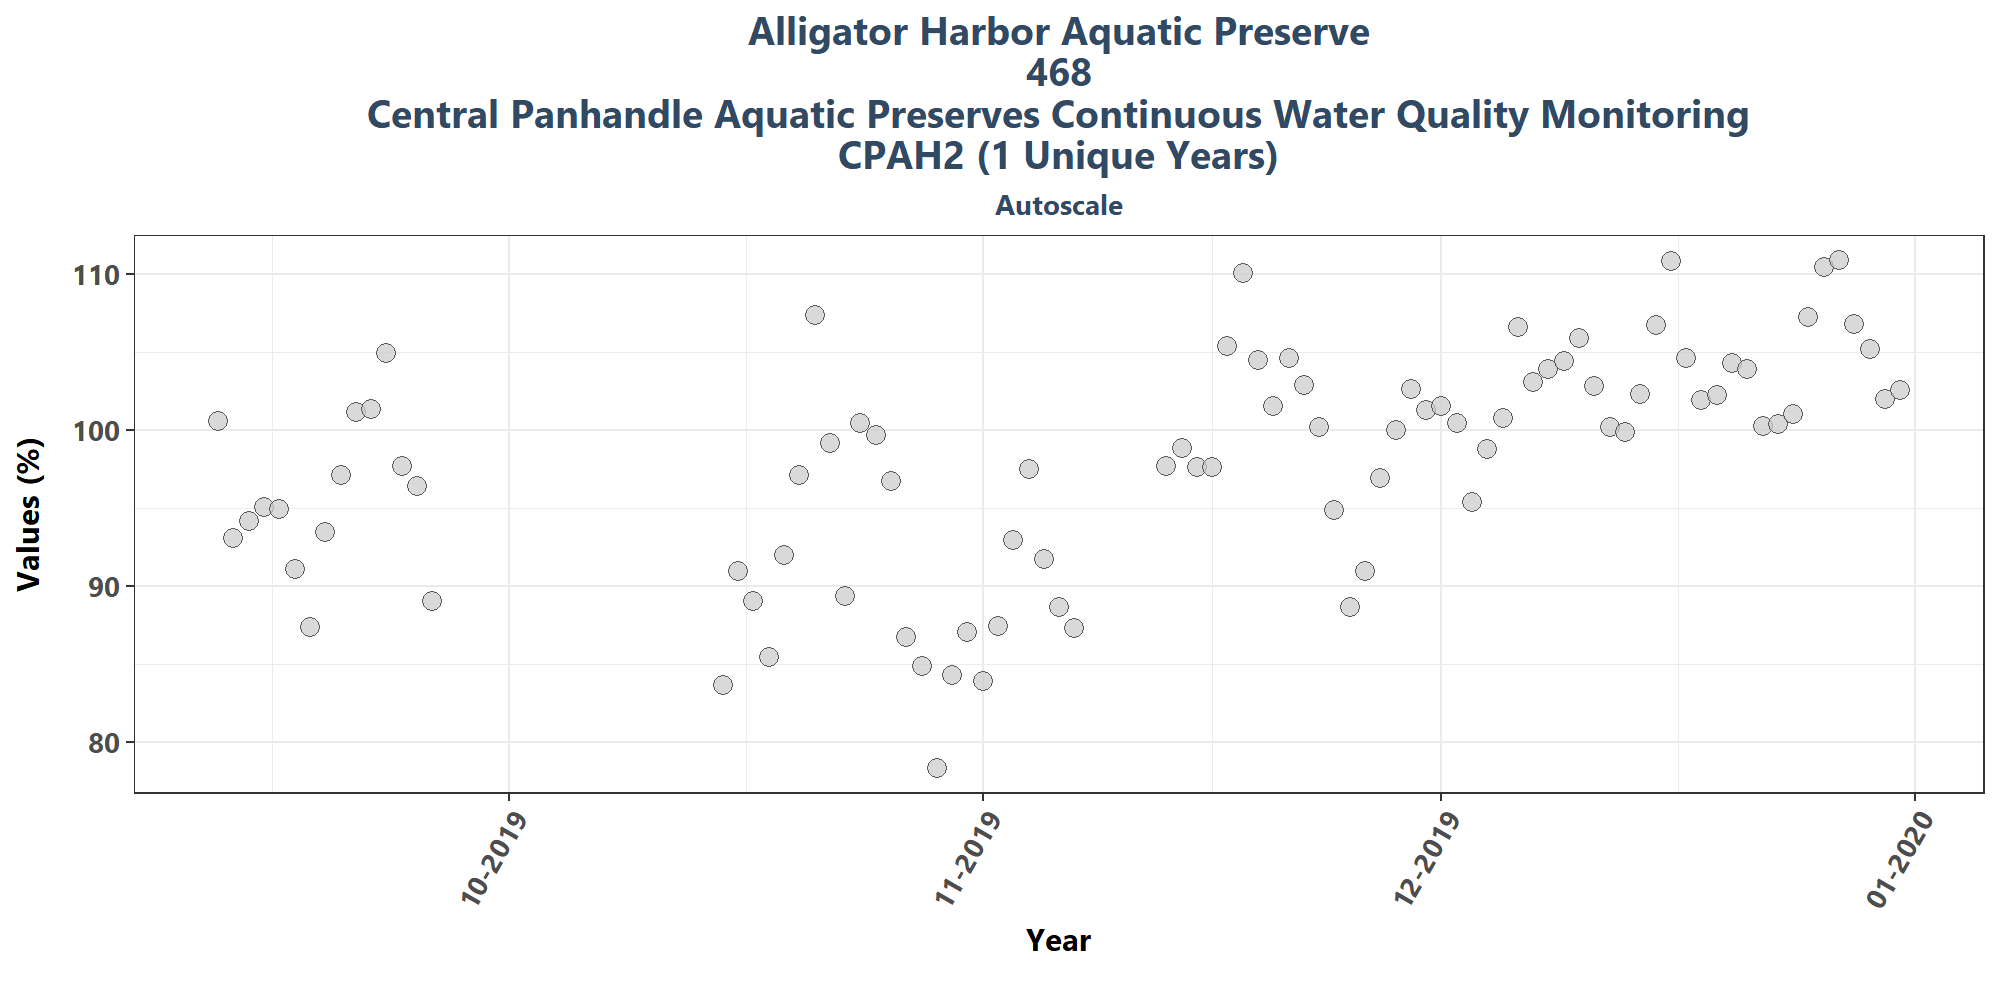 Alligator Harbor Aquatic Preserve
468
Central Panhandle Aquatic Preserves Continuous Water Quality Monitoring
CPAH2 (1 Unique Years)
Autoscale
Values (%)
110
100
90
80
10-2019
11-2019
12-2019
01-2020
Year